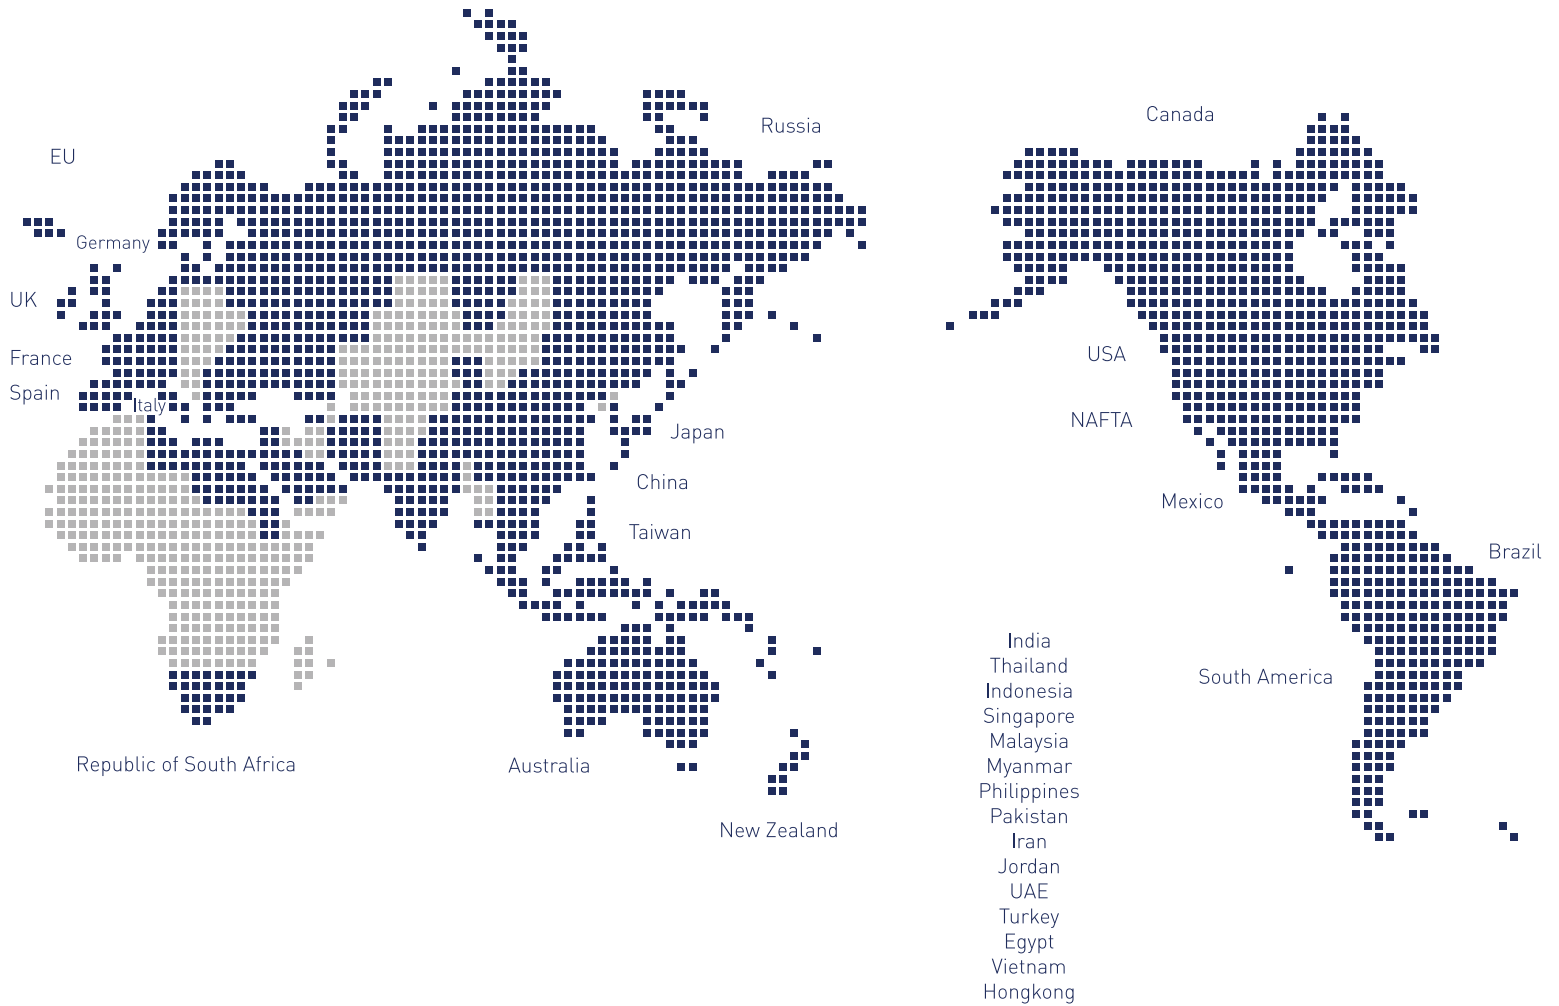 Canada
Russia
EU
Germany
UK
France
USA
Spain
Italy
NAFTA
Japan
China
Mexico
Taiwan
Brazil
India
Thailand
South America
Indonesia
Singapore
Malaysia
Republic of South Africa
Australia
Myanmar
Philippines
Pakistan
New Zealand
Iran
Jordan
UAE
Turkey
Egypt
Vietnam
Hongkong